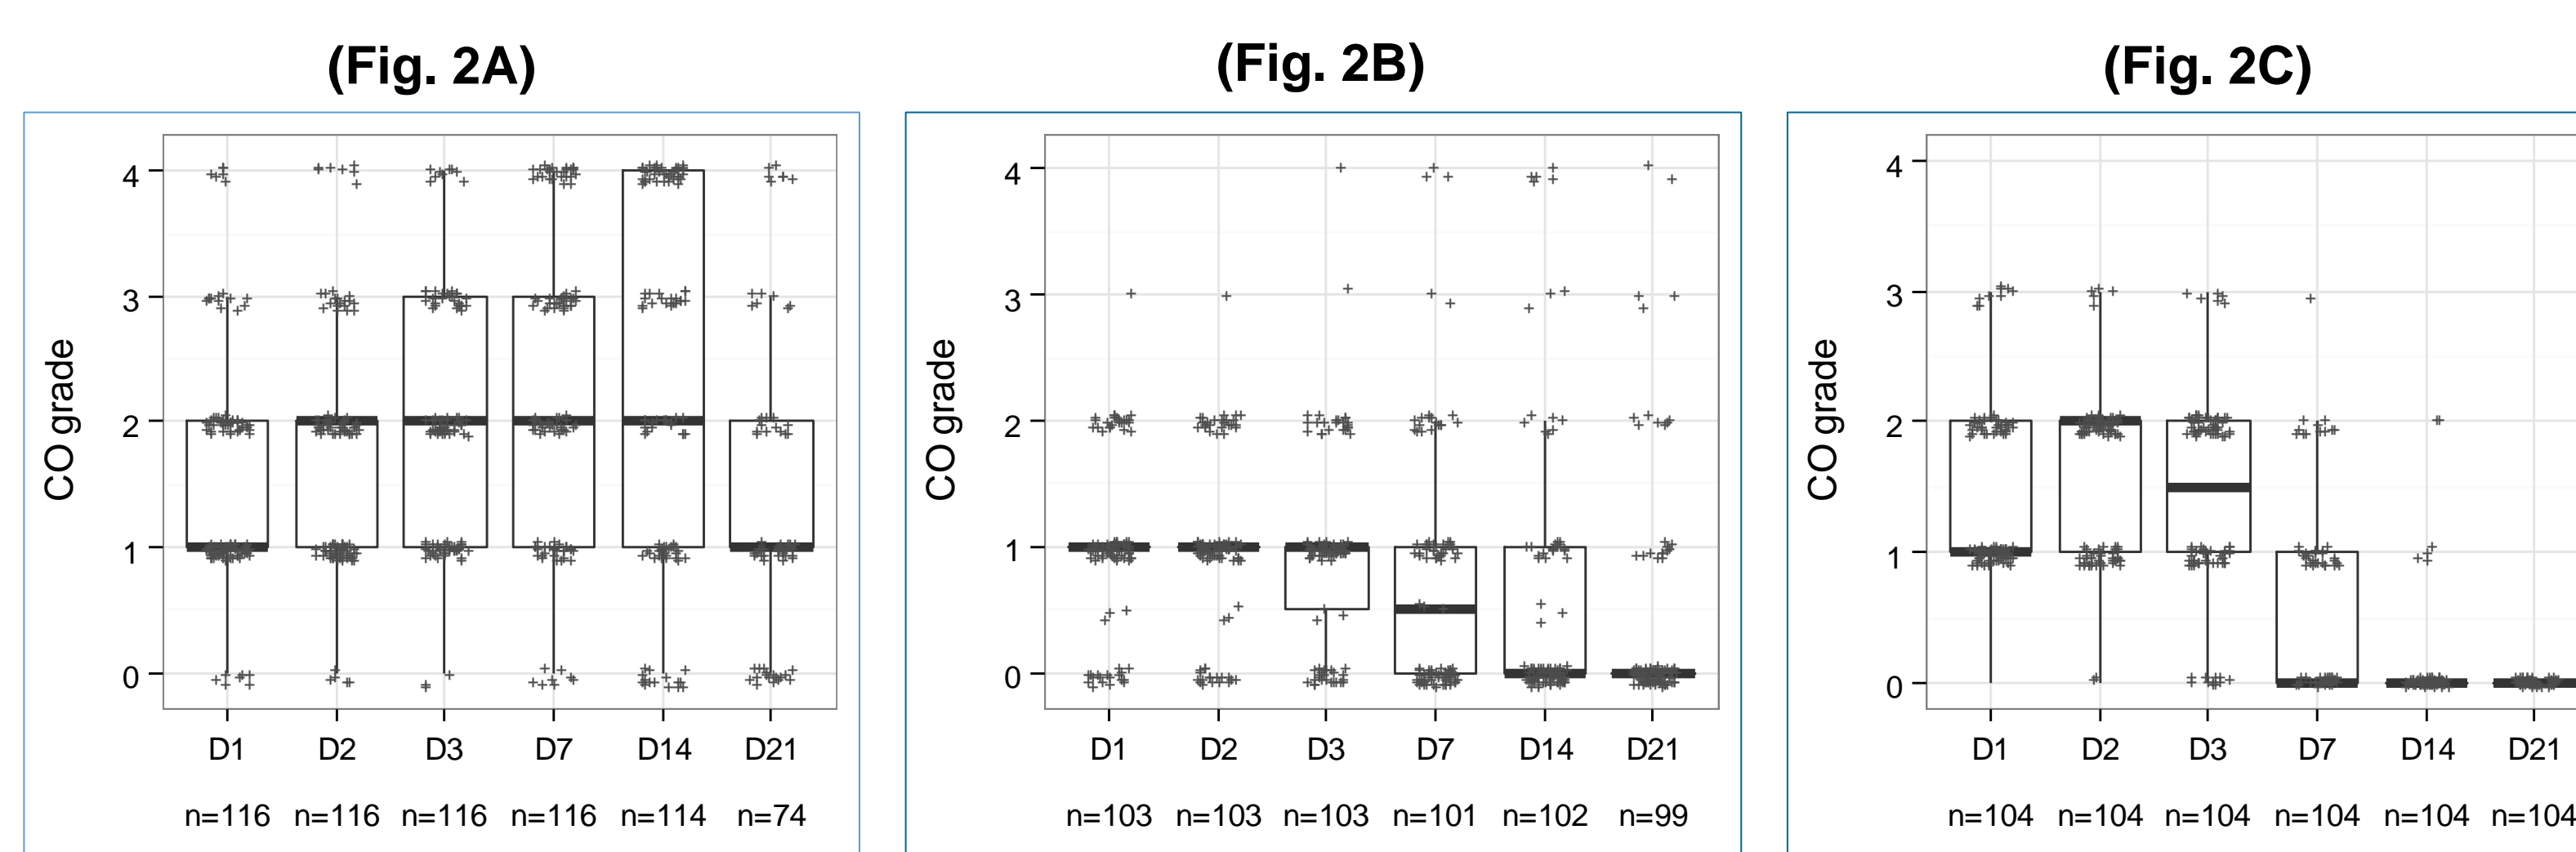 (Fig. 2A)
CO grade
4
3
2
1
0
D1 D2 D3 D7 D14 D21
n=116 n=116 n=116 n=116 n=114 n=74
(Fig. 2B)
CO grade
4
3
2
1
0
D1 D2 D3 D7 D14 D21
n=103 n=103 n=103 n=101 n=102 n=99
(Fig. 2C)
CO grade
4
3
2
1
0
D1 D2 D3 D7 D14 D21
n=104 n=104 n=104 n=104 n=104 n=104